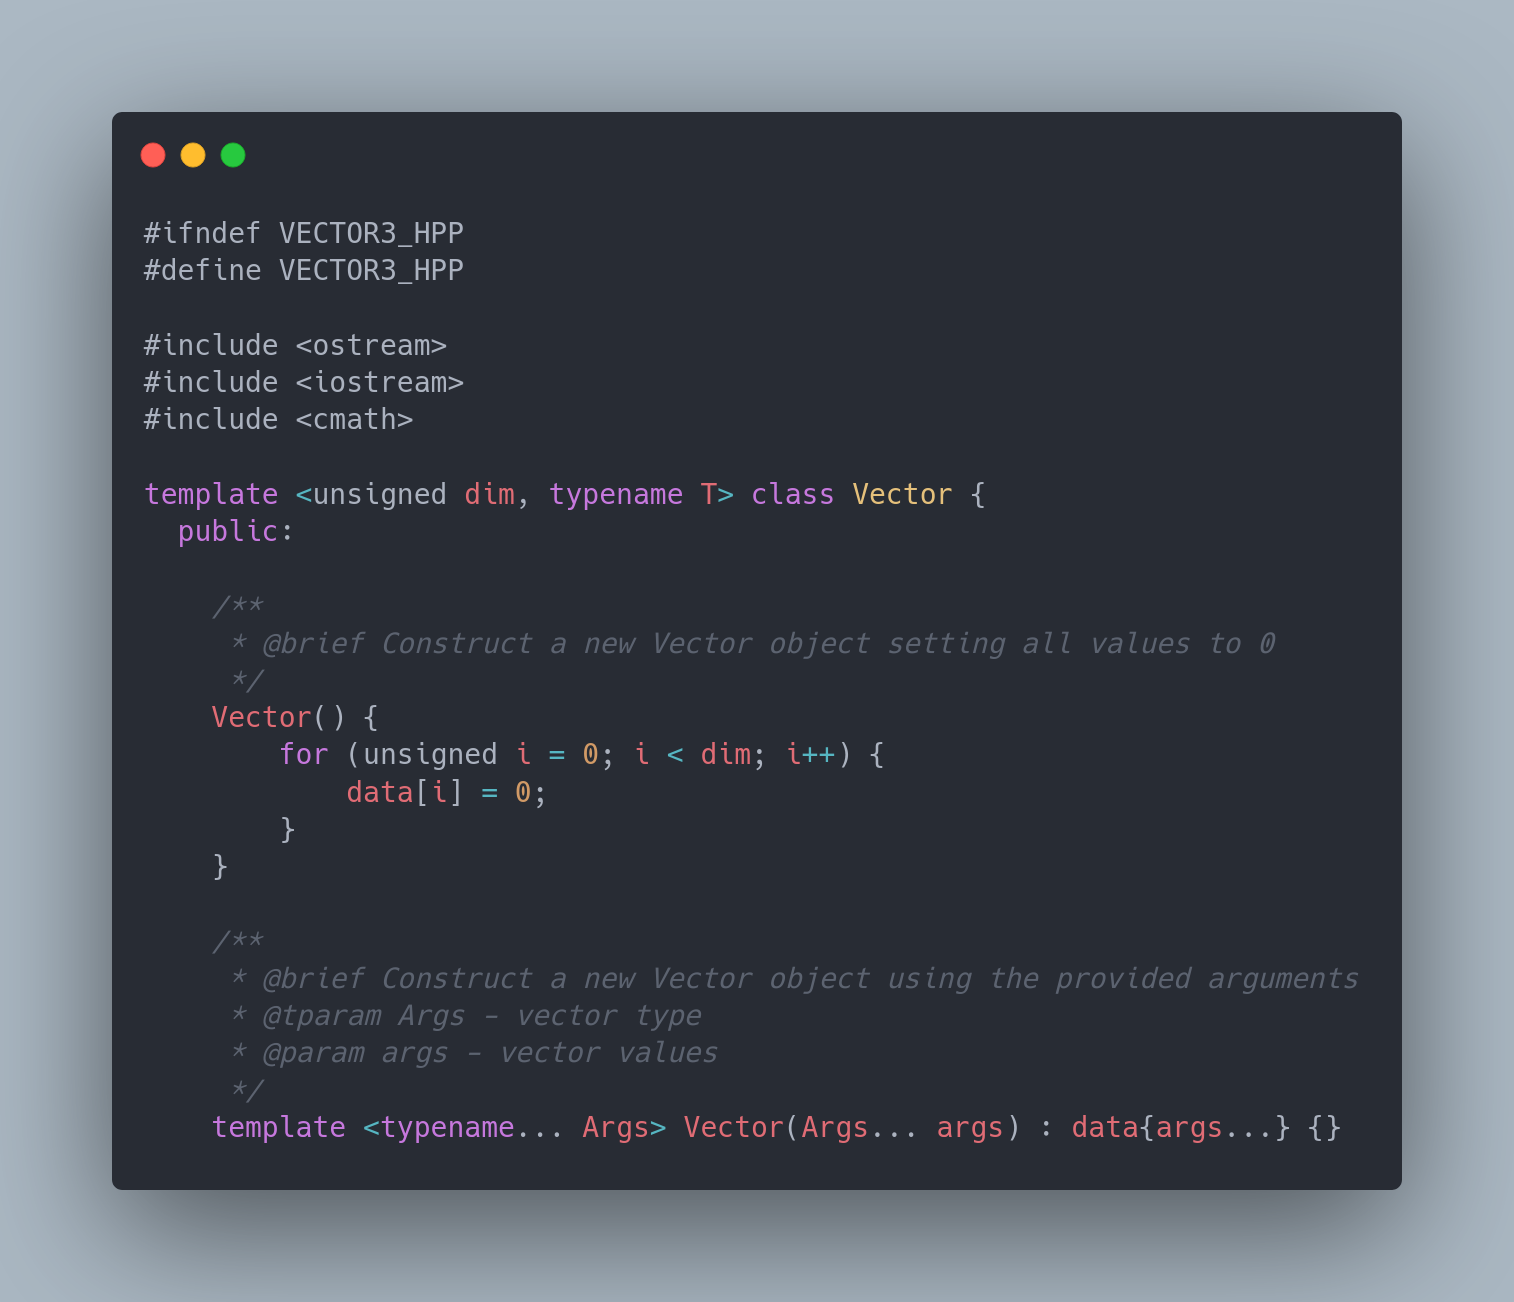 #ifndef VECTOR3_HPP
#define VECTOR3_HPP

#include <ostream>
#include <iostream>
#include <cmath>

template <unsigned dim, typename T> class Vector {
  public:

    /**
     * @brief Construct a new Vector object setting all values to 0
     */
    Vector() {
        for (unsigned i = 0; i < dim; i++) {
            data[i] = 0;
        }
    }

    /**
     * @brief Construct a new Vector object using the provided arguments
     * @tparam Args - vector type
     * @param args - vector values
     */
    template <typename... Args> Vector(Args... args) : data{args...} {}